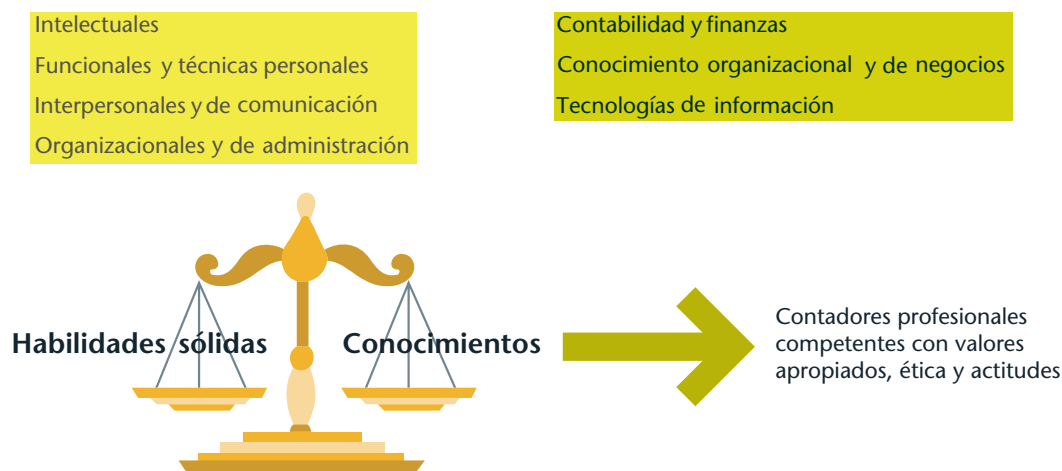 Intelectuales
Funcionales y técnicas personales
Interpersonales y de comunicación
Organizacionales y de administración
Contabilidad y finanzas
Conocimiento organizacional y de negocios
Tecnologías de información
Habilidades sólidas
Conocimientos
Contadores profesionales
competentes con valores
apropiados, ética y actitudes